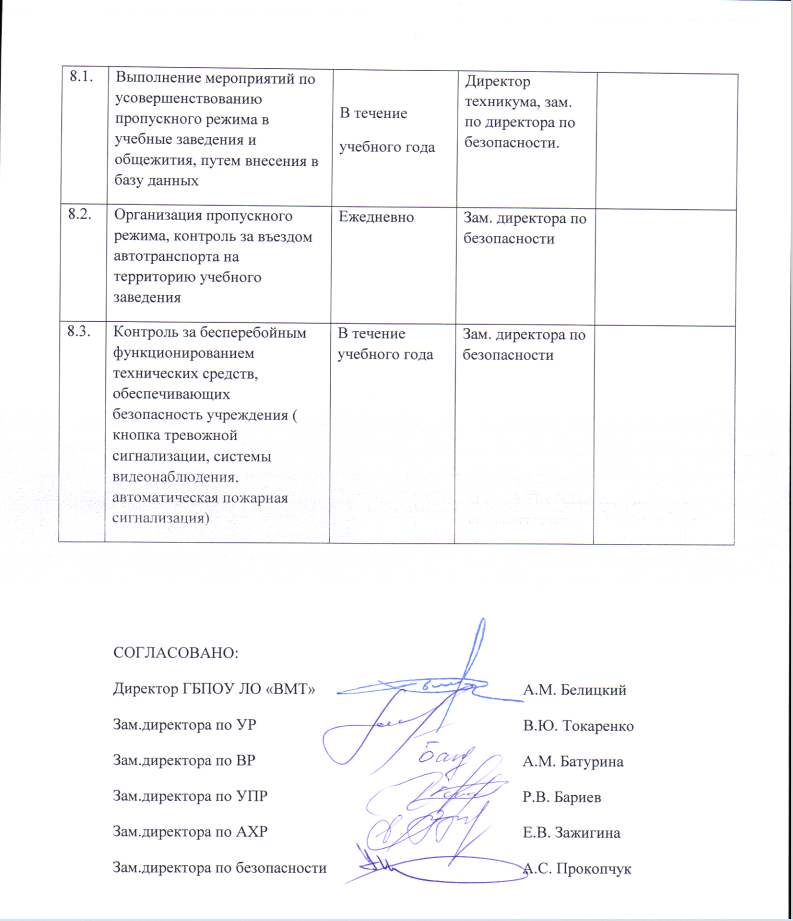 8.1.
Выполнение мероприятий по
усовершенствованию
пропускного режима в
учебные заведения и
общежития, путем внесения в
базу данных
В течение
учебного года
Директор
техникума, зам.
по директора по
безопасности.
8.2.
Организация пропускного
режима, контроль за въездом
автотранспорта на
территорию учебного
заведения
Ежедневно
Зам. директора по
безопасности
8.3.
Контроль за бесперебойным
функционированием
технических средств,
обеспечивающих
безопасность учреждения (
кнопка тревожной
сигнализации, системы
видеонаблюдения,
автоматическая пожарная
сигнализация)
В течение
учебного года
Зам. директора по
безопасности
СОГЛАСОВАНО:
Директор ГБПОУ ЛО «ВМТ» А.М. Белицкий
Зам.директора по УР В.Ю. Токаренко
Зам.директора по ВР А.М. Батурина
Зам.директора по УПР Р.В. Бариев
Зам.директора по АХР Е.В. Зажигина
Зам.директора по безопасности А.С. Прокопчук